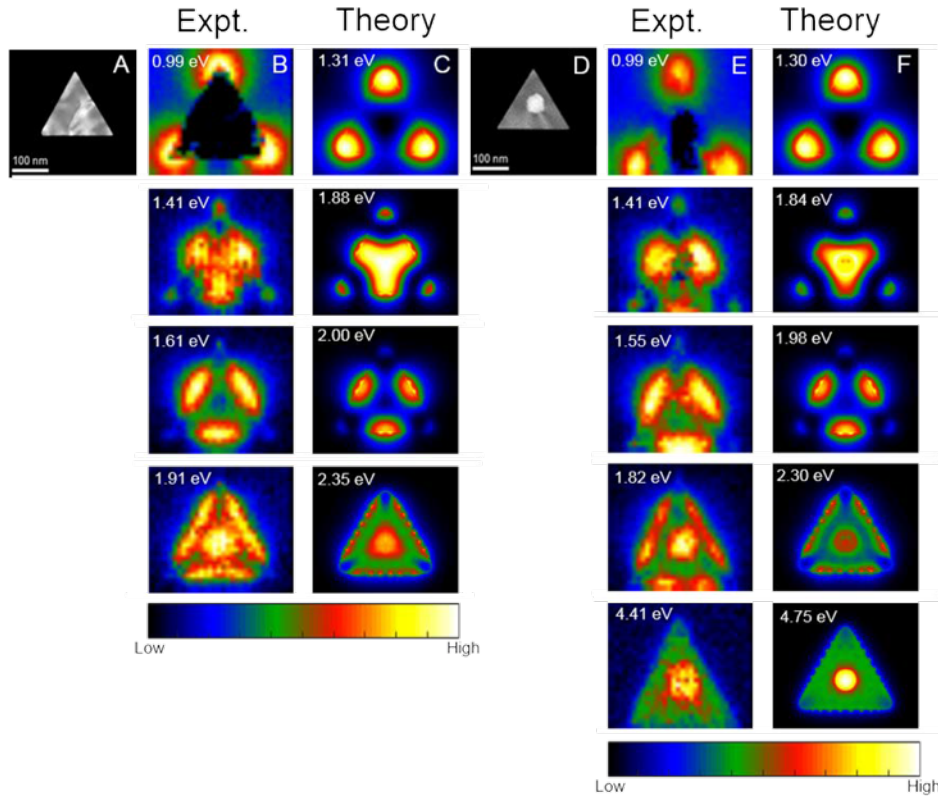 Expt. Theory Expt. Theory
A 0.99 eV B 1.31 eV C D 0.99 eV E 1.30 eV F
100 nm 100 nm
1.41 eV 1.88 eV 1.41 eV 1.84 eV
1.61 eV 2.00 eV 1.55 eV 1.98 eV
1.91 eV 2.35 eV 1.82 eV 2.30 eV
4.41 eV 4.75 eV
Low High
Low High